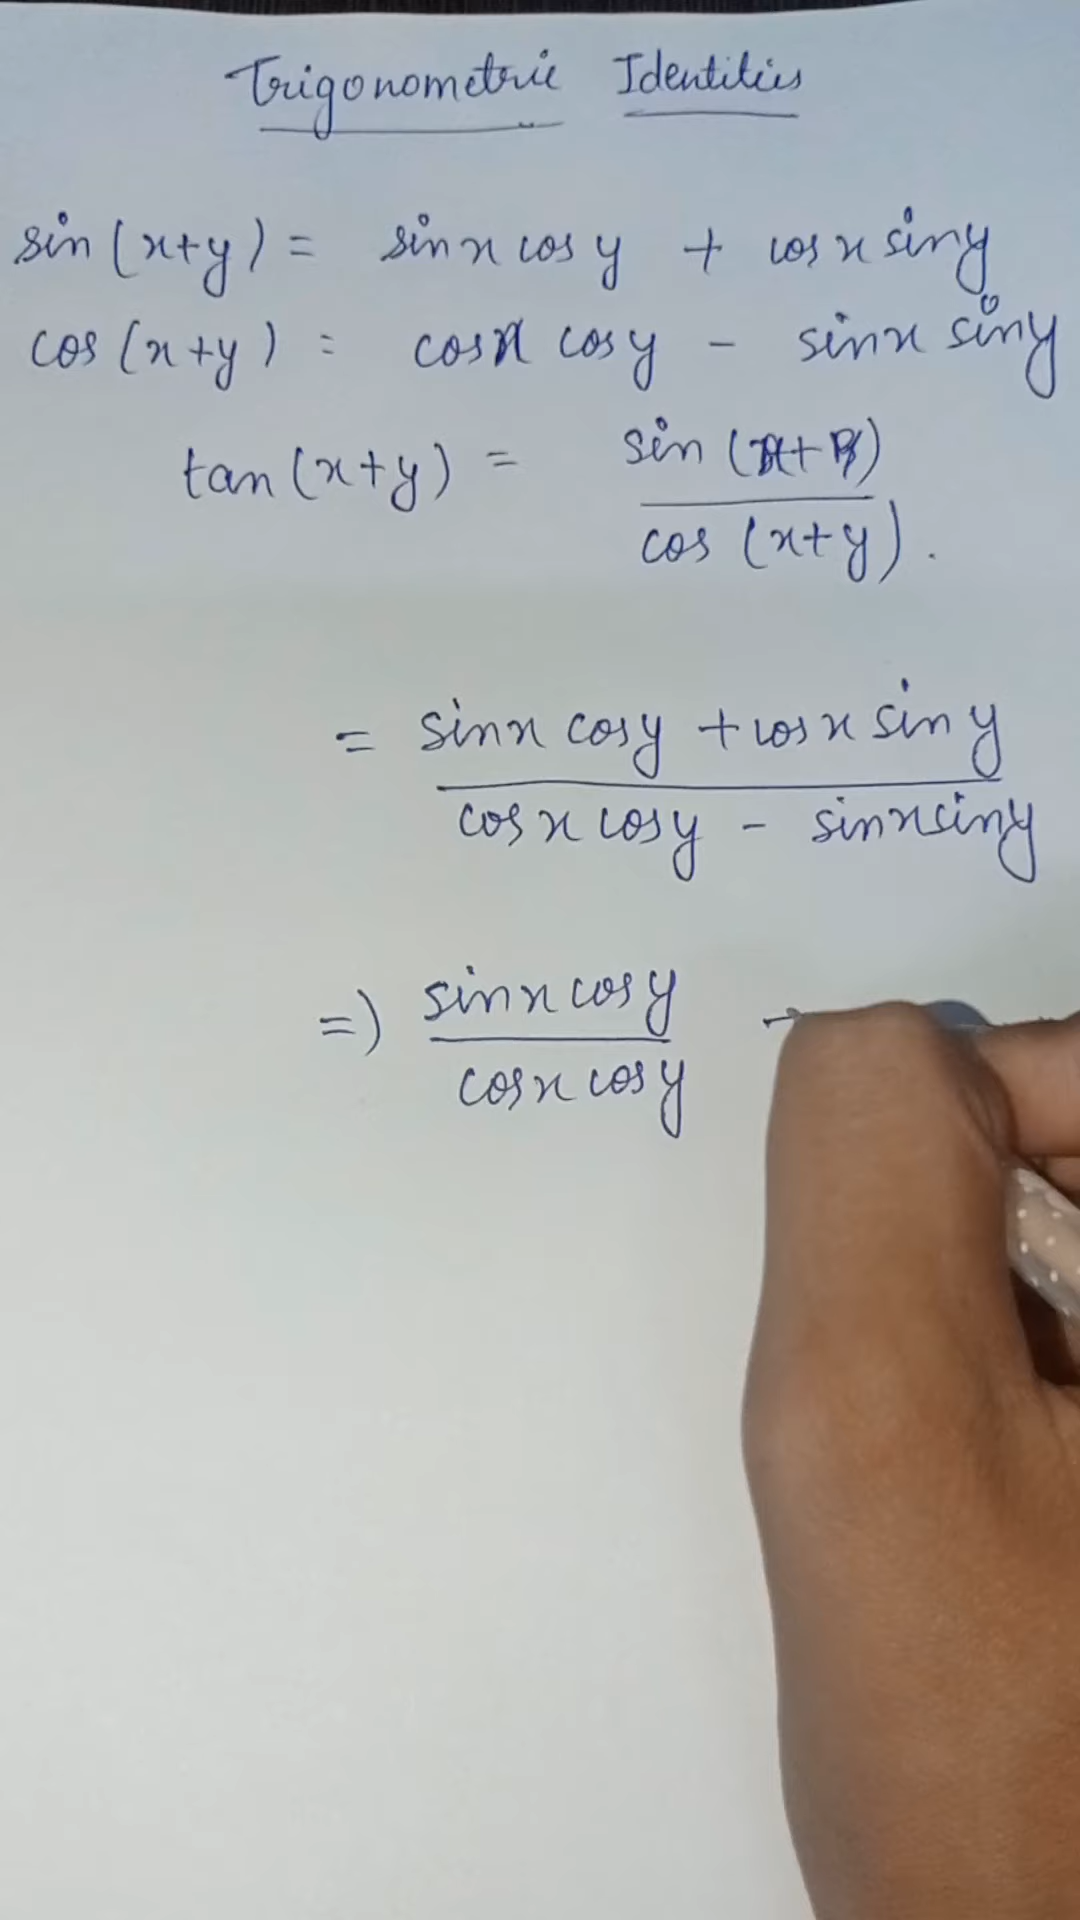 Trigonometric Identities
sin (x+y) = sinx cosy + cosx siny
cos (x+y) = cosx cosy - sinx siny
tan (x+y) = sin (x+y)
cos (x+y).
= sinx cosy + cosx siny
cosx cosy - sinx siny
=) sinx cosy +
cosx cosy